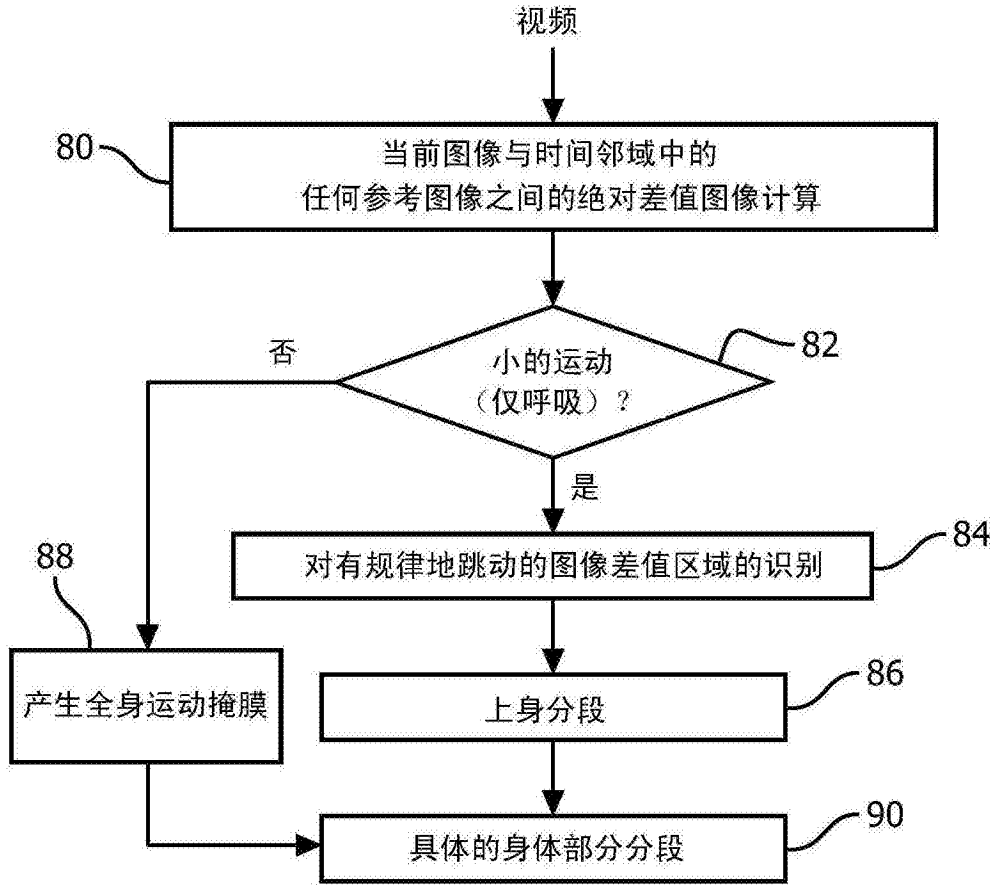 视频
80
当前图像与时间邻域中的
任何参考图像之间的绝对差值图像计算
82
小的运动
（仅呼吸）？
否
是
84
对有规律地跳动的图像差值区域的识别
88
产生全身运动掩膜
86
上身分段
90
具体的身体部分分段